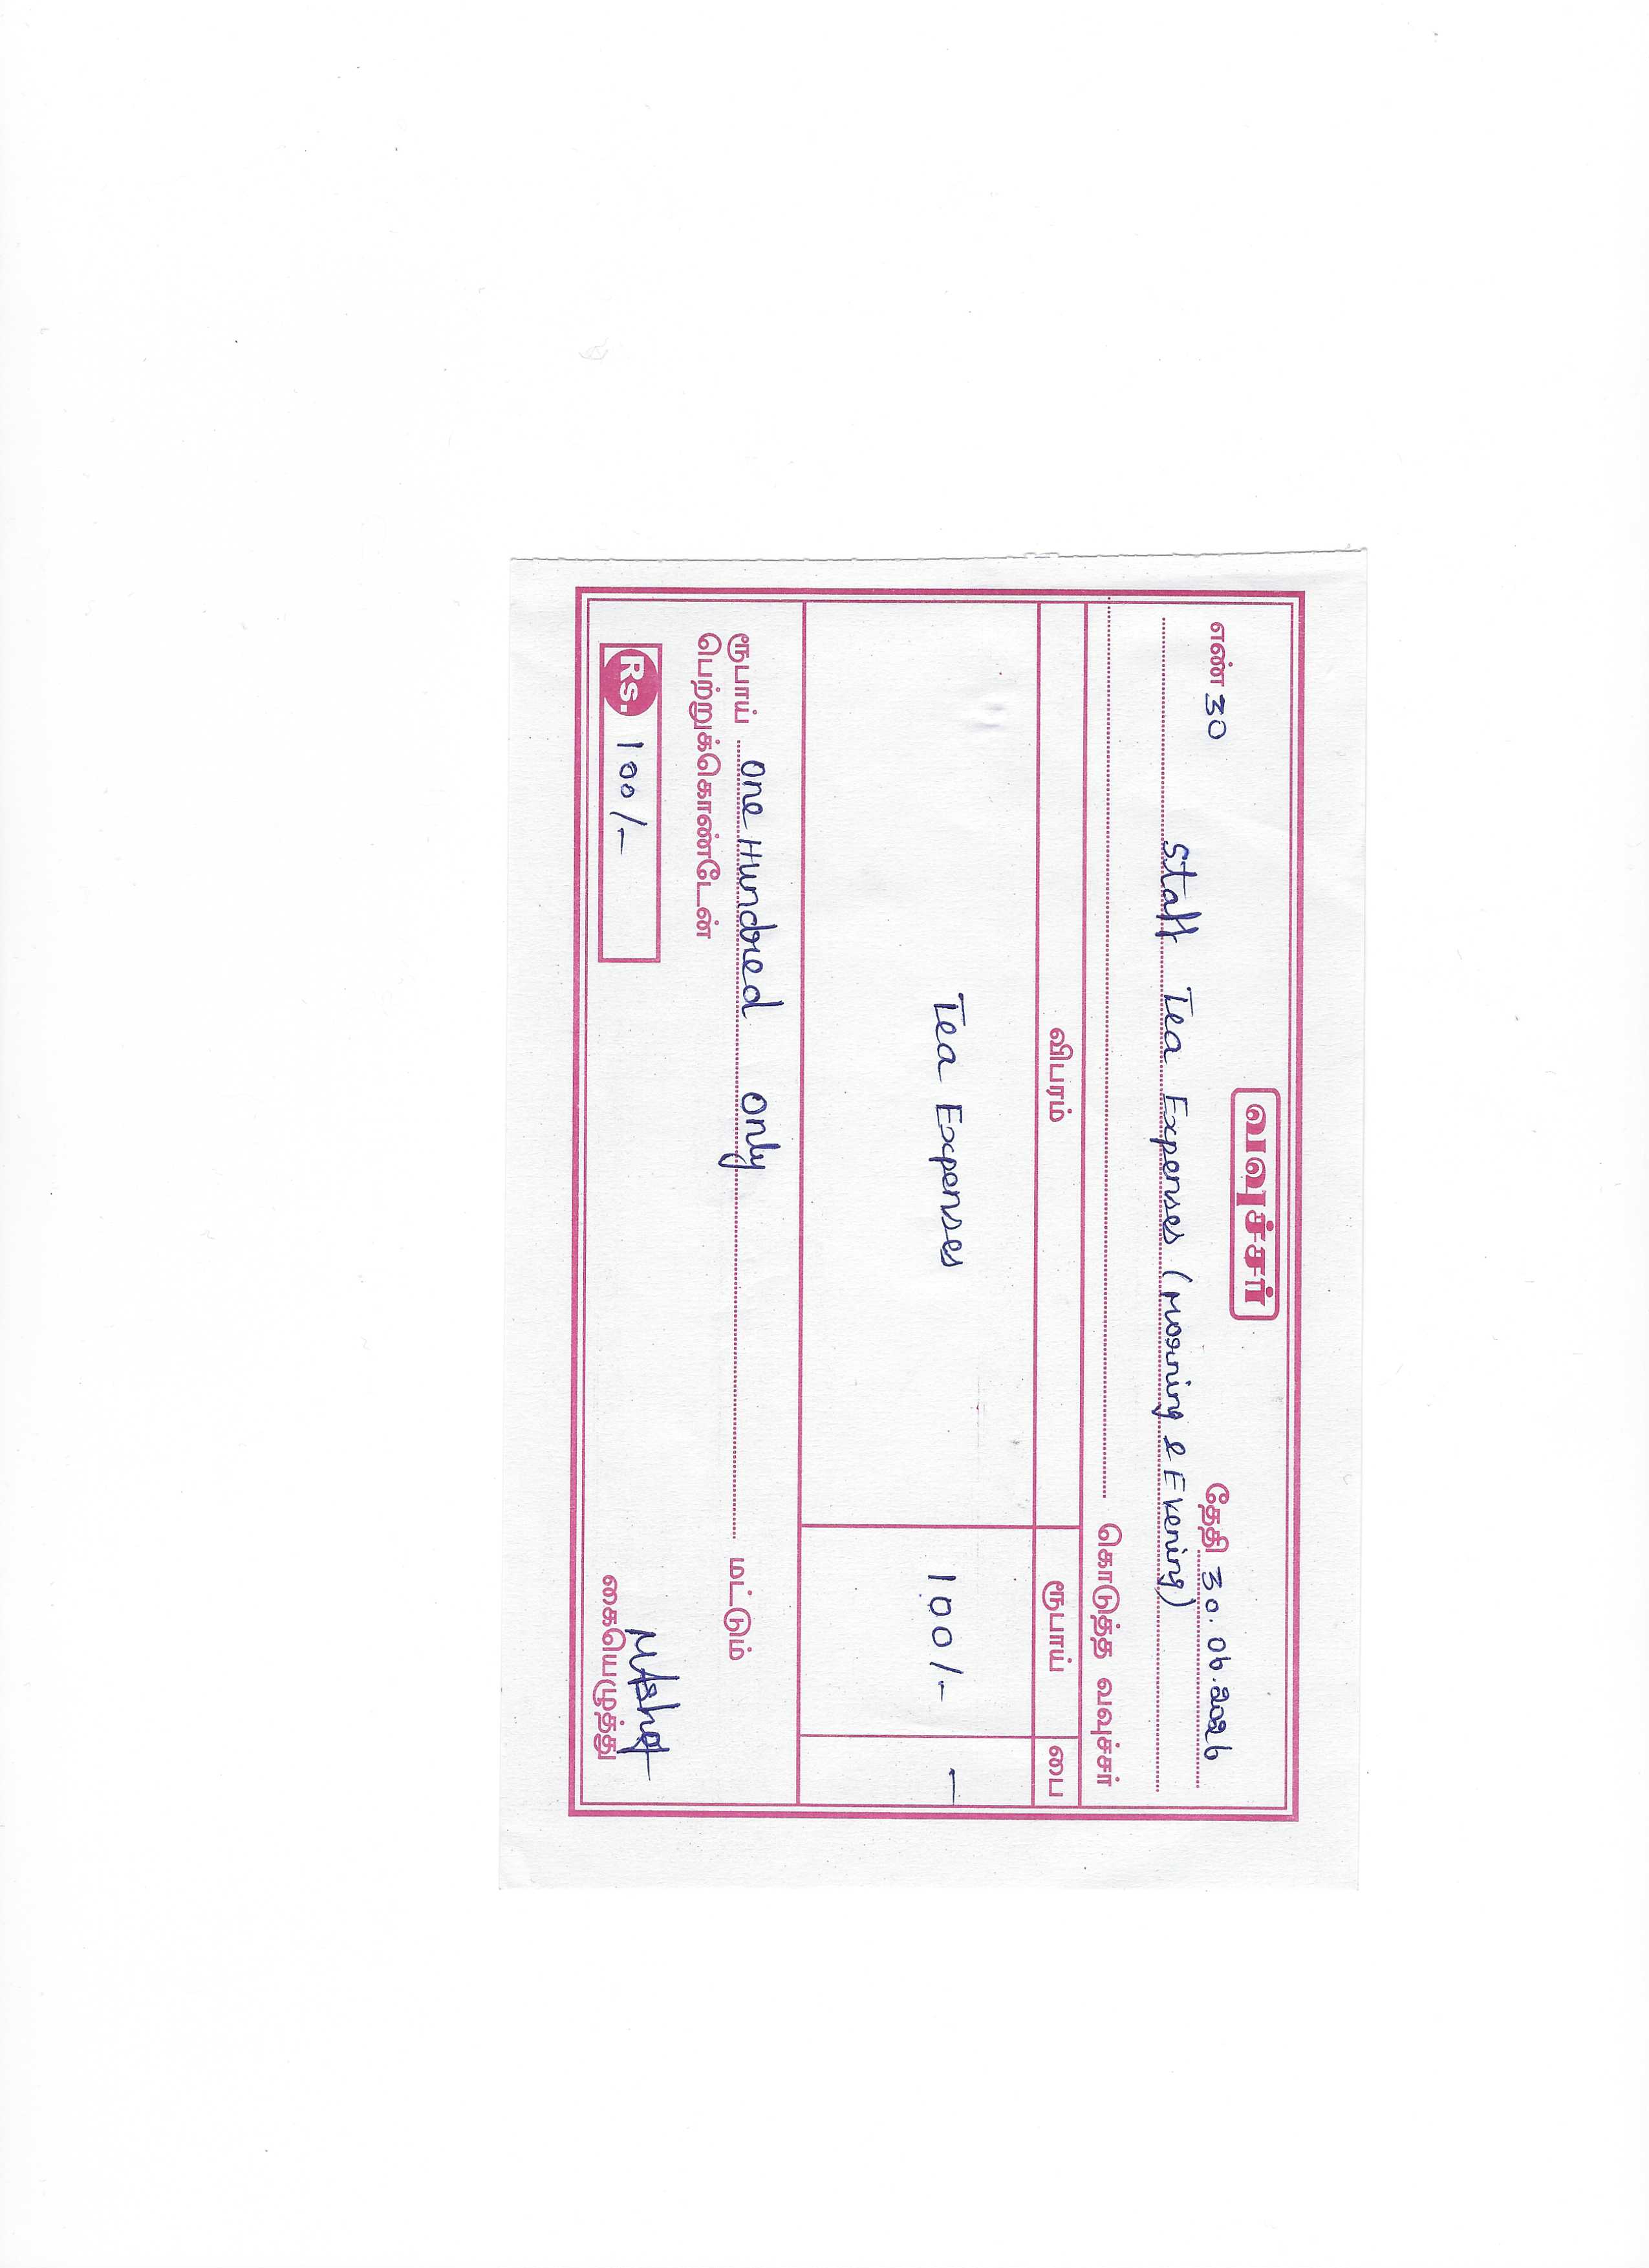 வவுச்சர்
எண் 30 தேதி 30.06.2026
Staff Tea Expenses (Morning & Evening)
கொடுத்த வவுச்சர்
விபரம் ரூபாய் பை
Tea Expenses 100/- -
ரூபாய் One Hundred Only மட்டும்
பெற்றுக்கொண்டேன்
Rs. 100/- கையெழுத்து